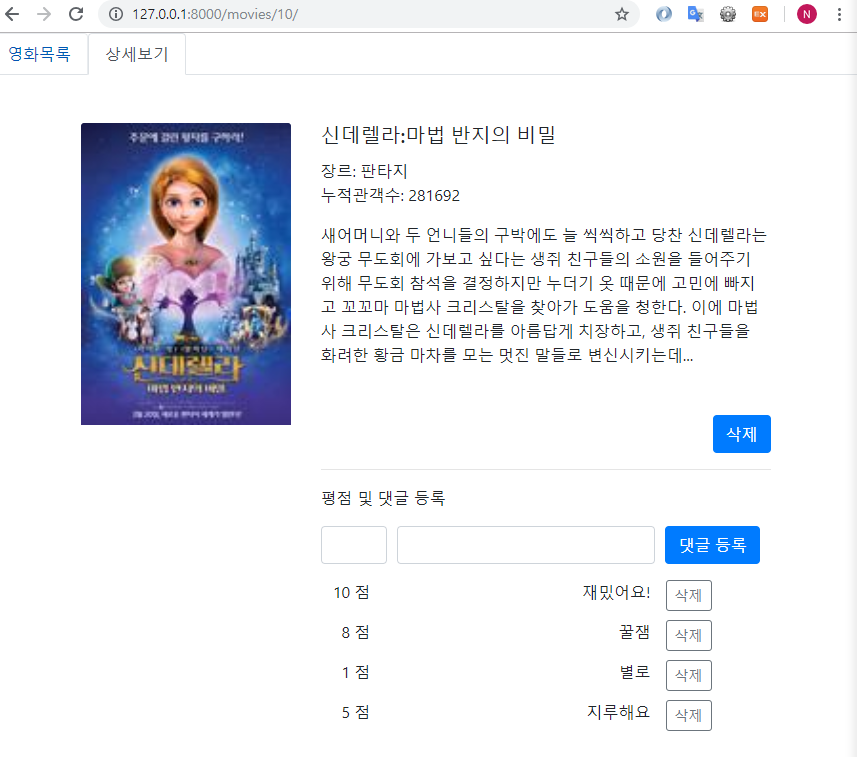 127.0.0.1:8000/movies/10/
N
영화목록
상세보기
주문에 걸린 왕자를 구하라!
신데렐라
마법 반지의 비밀
신데렐라:마법 반지의 비밀
장르: 판타지
누적관객수: 281692
새어머니와 두 언니들의 구박에도 늘 씩씩하고 당찬 신데렐라는
왕궁 무도회에 가보고 싶다는 생쥐 친구들의 소원을 들어주기
위해 무도회 참석을 결정하지만 누더기 옷 때문에 고민에 빠지
고 꼬꼬마 마법사 크리스탈을 찾아가 도움을 청한다. 이에 마법
사 크리스탈은 신데렐라를 아름답게 치장하고, 생쥐 친구들을
화려한 황금 마차를 모는 멋진 말들로 변신시키는데...
삭제
평점 및 댓글 등록
댓글 등록
10 점 재밌어요! 삭제
8 점 꿀잼 삭제
1 점 별로 삭제
5 점 지루해요 삭제